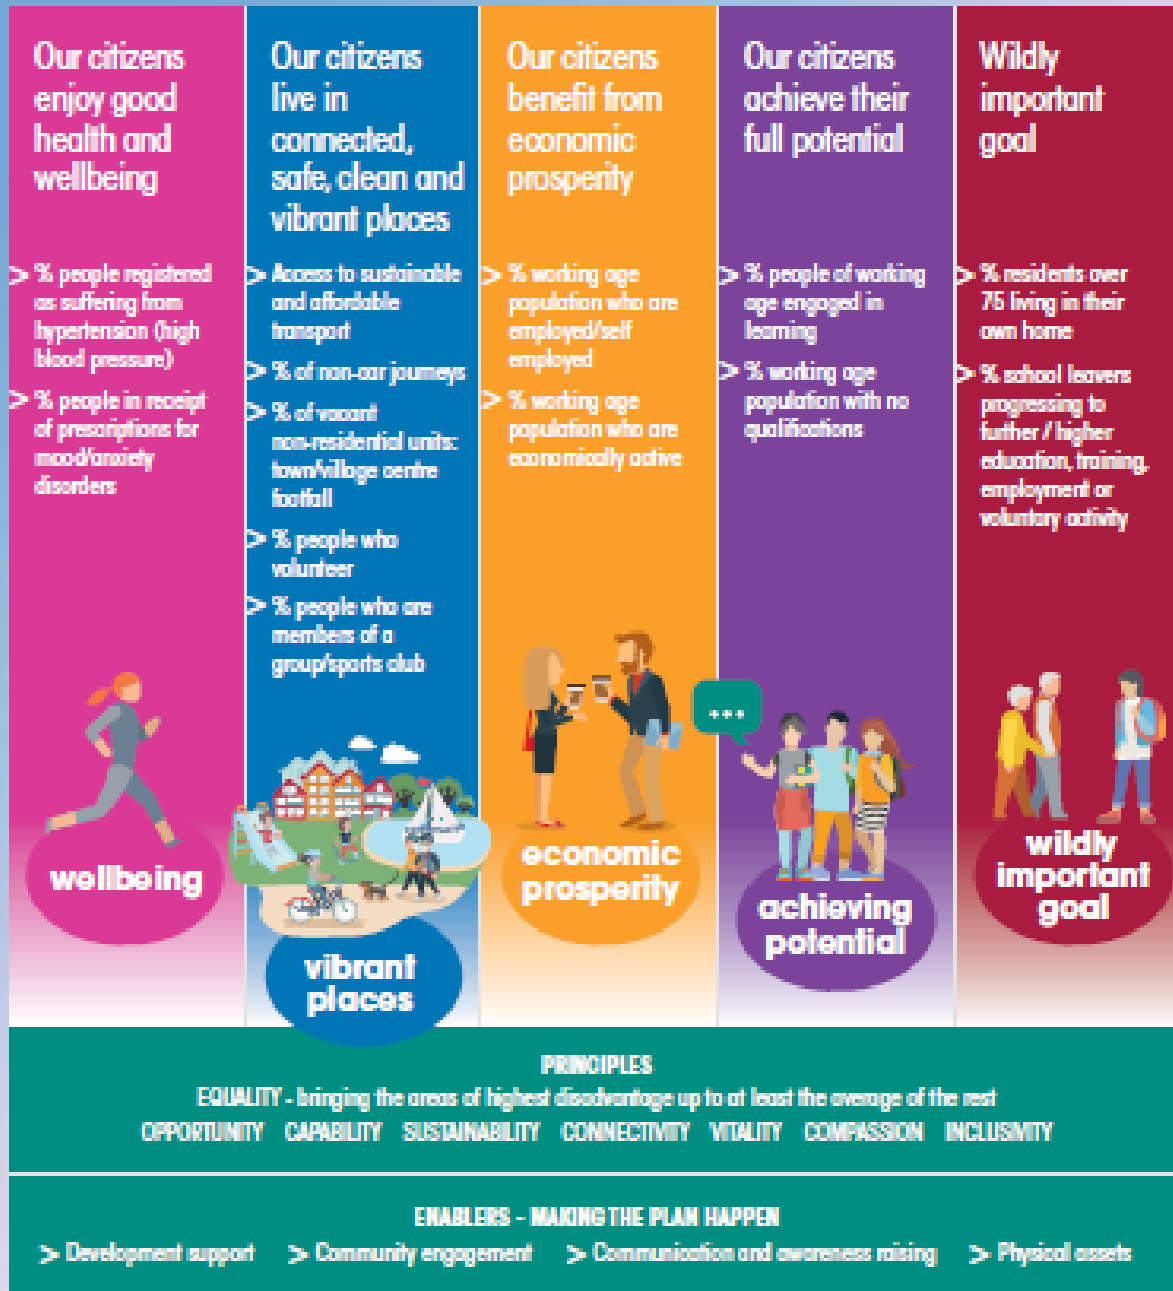 Our citizens
enjoy good
health and
wellbeing
> % people registered
as suffering from
hypertension (high
blood pressure)
> % people in receipt
of prescriptions for
mood/anxiety
disorders
wellbeing
Our citizens
live in
connected,
safe, clean and
vibrant places
> Access to sustainable
and affordable
transport
> % of non-car journeys
> % of vacant
non-residential units:
town/village centre
footfall
> % people who
volunteer
> % people who are
members of a
group/sports club
vibrant
places
Our citizens
benefit from
economic
prosperity
> % working age
population who are
employed/self
employed
> % working age
population who are
economically active
economic
prosperity
Our citizens
achieve their
full potential
> % people of working
age engaged in
learning
> % working age
population with no
qualifications
...
achieving
potential
Wildly
important
goal
> % residents over
75 living in their
own home
> % school leavers
progressing to
further / higher
education, training,
employment or
voluntary activity
wildly
important
goal
PRINCIPLES
EQUALITY - bringing the areas of highest disadvantage up to at least the average of the rest
OPPORTUNITY CAPABILITY SUSTAINABILITY CONNECTIVITY VITALITY COMPASSION INCLUSIVITY
ENABLERS - MAKING THE PLAN HAPPEN
> Development support > Community engagement > Communication and awareness raising > Physical assets